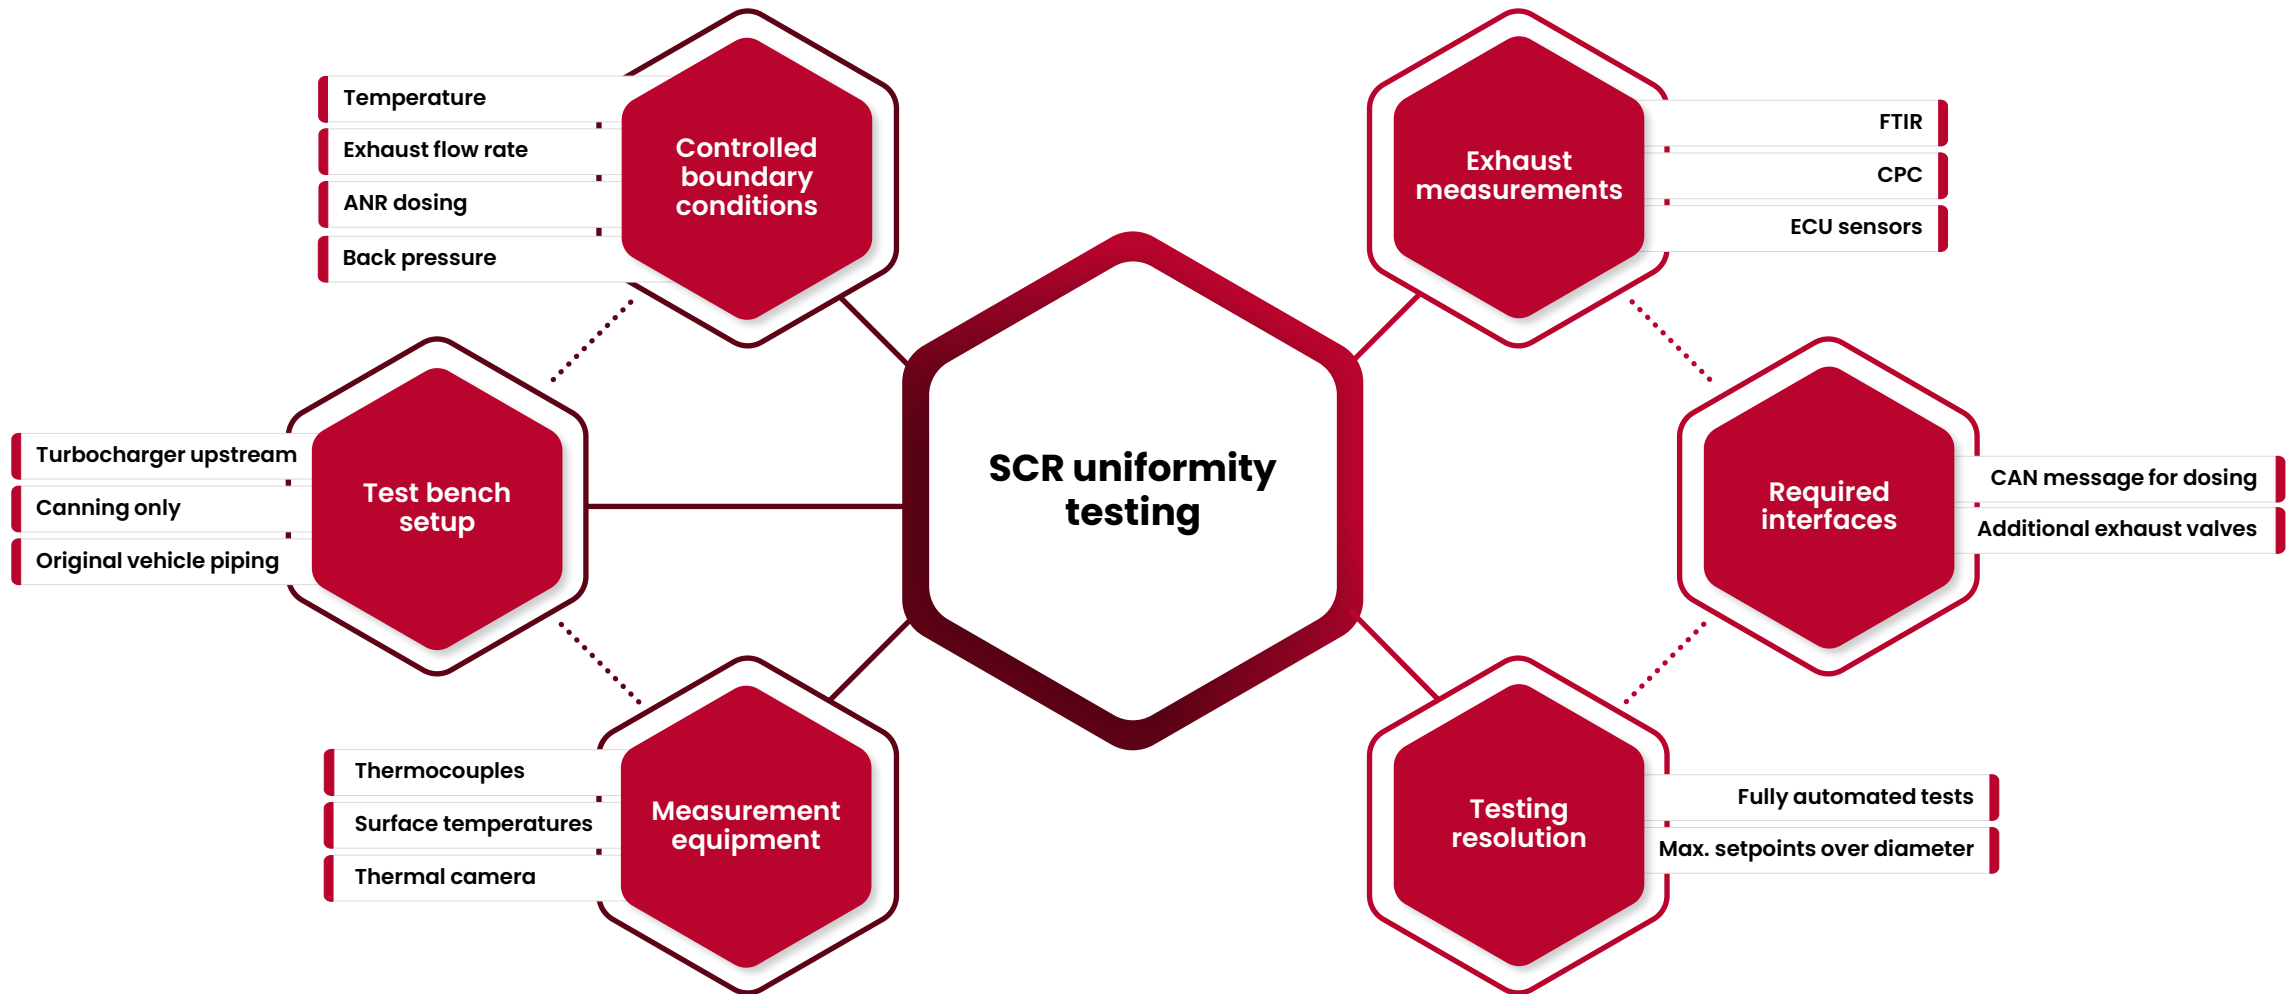 Temperature
Exhaust flow rate
ANR dosing
Back pressure
Controlled
boundary
conditions
Exhaust
measurements
FTIR
CPC
ECU sensors
Turbocharger upstream
Canning only
Original vehicle piping
Test bench
setup
SCR uniformity
testing
Required
interfaces
CAN message for dosing
Additional exhaust valves
Thermocouples
Surface temperatures
Thermal camera
Measurement
equipment
Testing
resolution
Fully automated tests
Max. setpoints over diameter